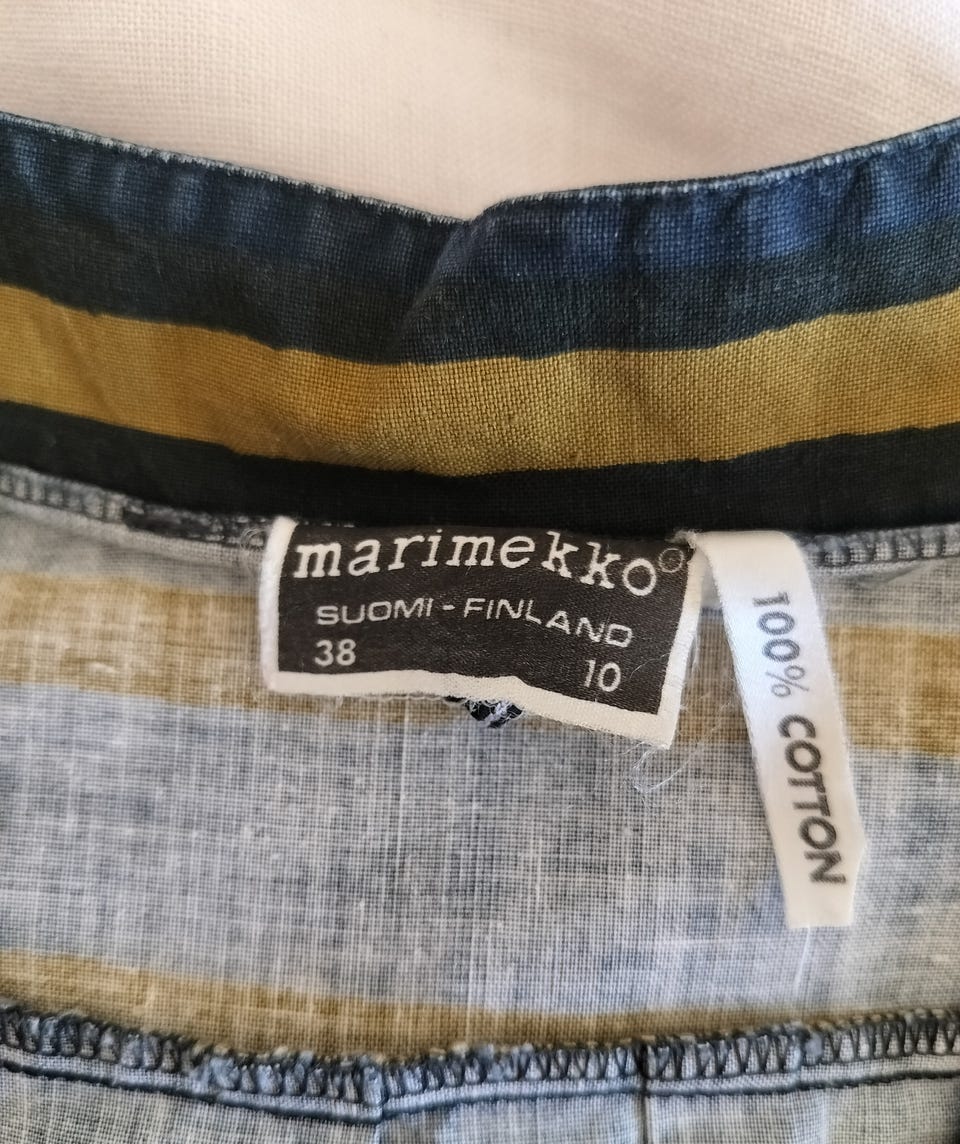 marimekko
SUOMI - FINLAND
38 10
100% COTTON